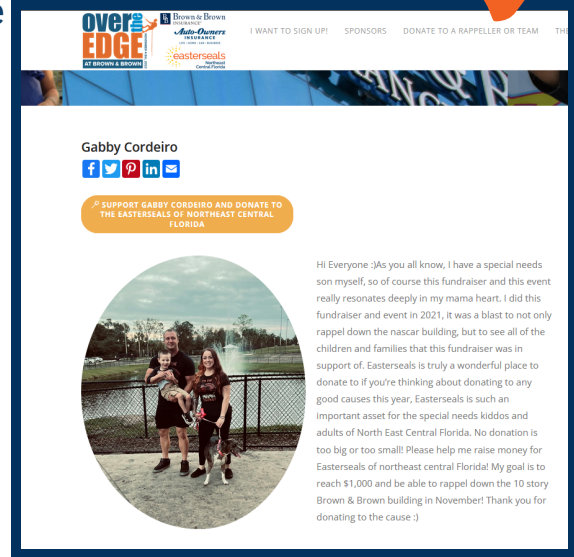 e
OVER the
EDGE
AT BROWN & BROWN
Brown & Brown
INSURANCE
Auto-Owners
INSURANCE
LIFE • HOME • CAR • BUSINESS
easterseals
Northeast
Central Florida
I WANT TO SIGN UP! SPONSORS DONATE TO A RAPPELLER OR TEAM THE
Gabby Cordeiro
SUPPORT GABBY CORDEIRO AND DONATE TO
THE EASTERSEALS OF NORTHEAST CENTRAL
FLORIDA
Hi Everyone :)As you all know, I have a special needs
son myself, so of course this fundraiser and this event
really resonates deeply in my mama heart. I did this
fundraiser and event in 2021, it was a blast to not only
rappel down the nascar building, but to see all of the
children and families that this fundraiser was in
support of. Easterseals is truly a wonderful place to
donate to if you're thinking about donating to any
good causes this year, Easterseals is such an
important asset for the special needs kiddos and
adults of North East Central Florida. No donation is
too big or too small! Please help me raise money for
Easterseals of northeast central Florida! My goal is to
reach $1,000 and be able to rappel down the 10 story
Brown & Brown building in November! Thank you for
donating to the cause :)